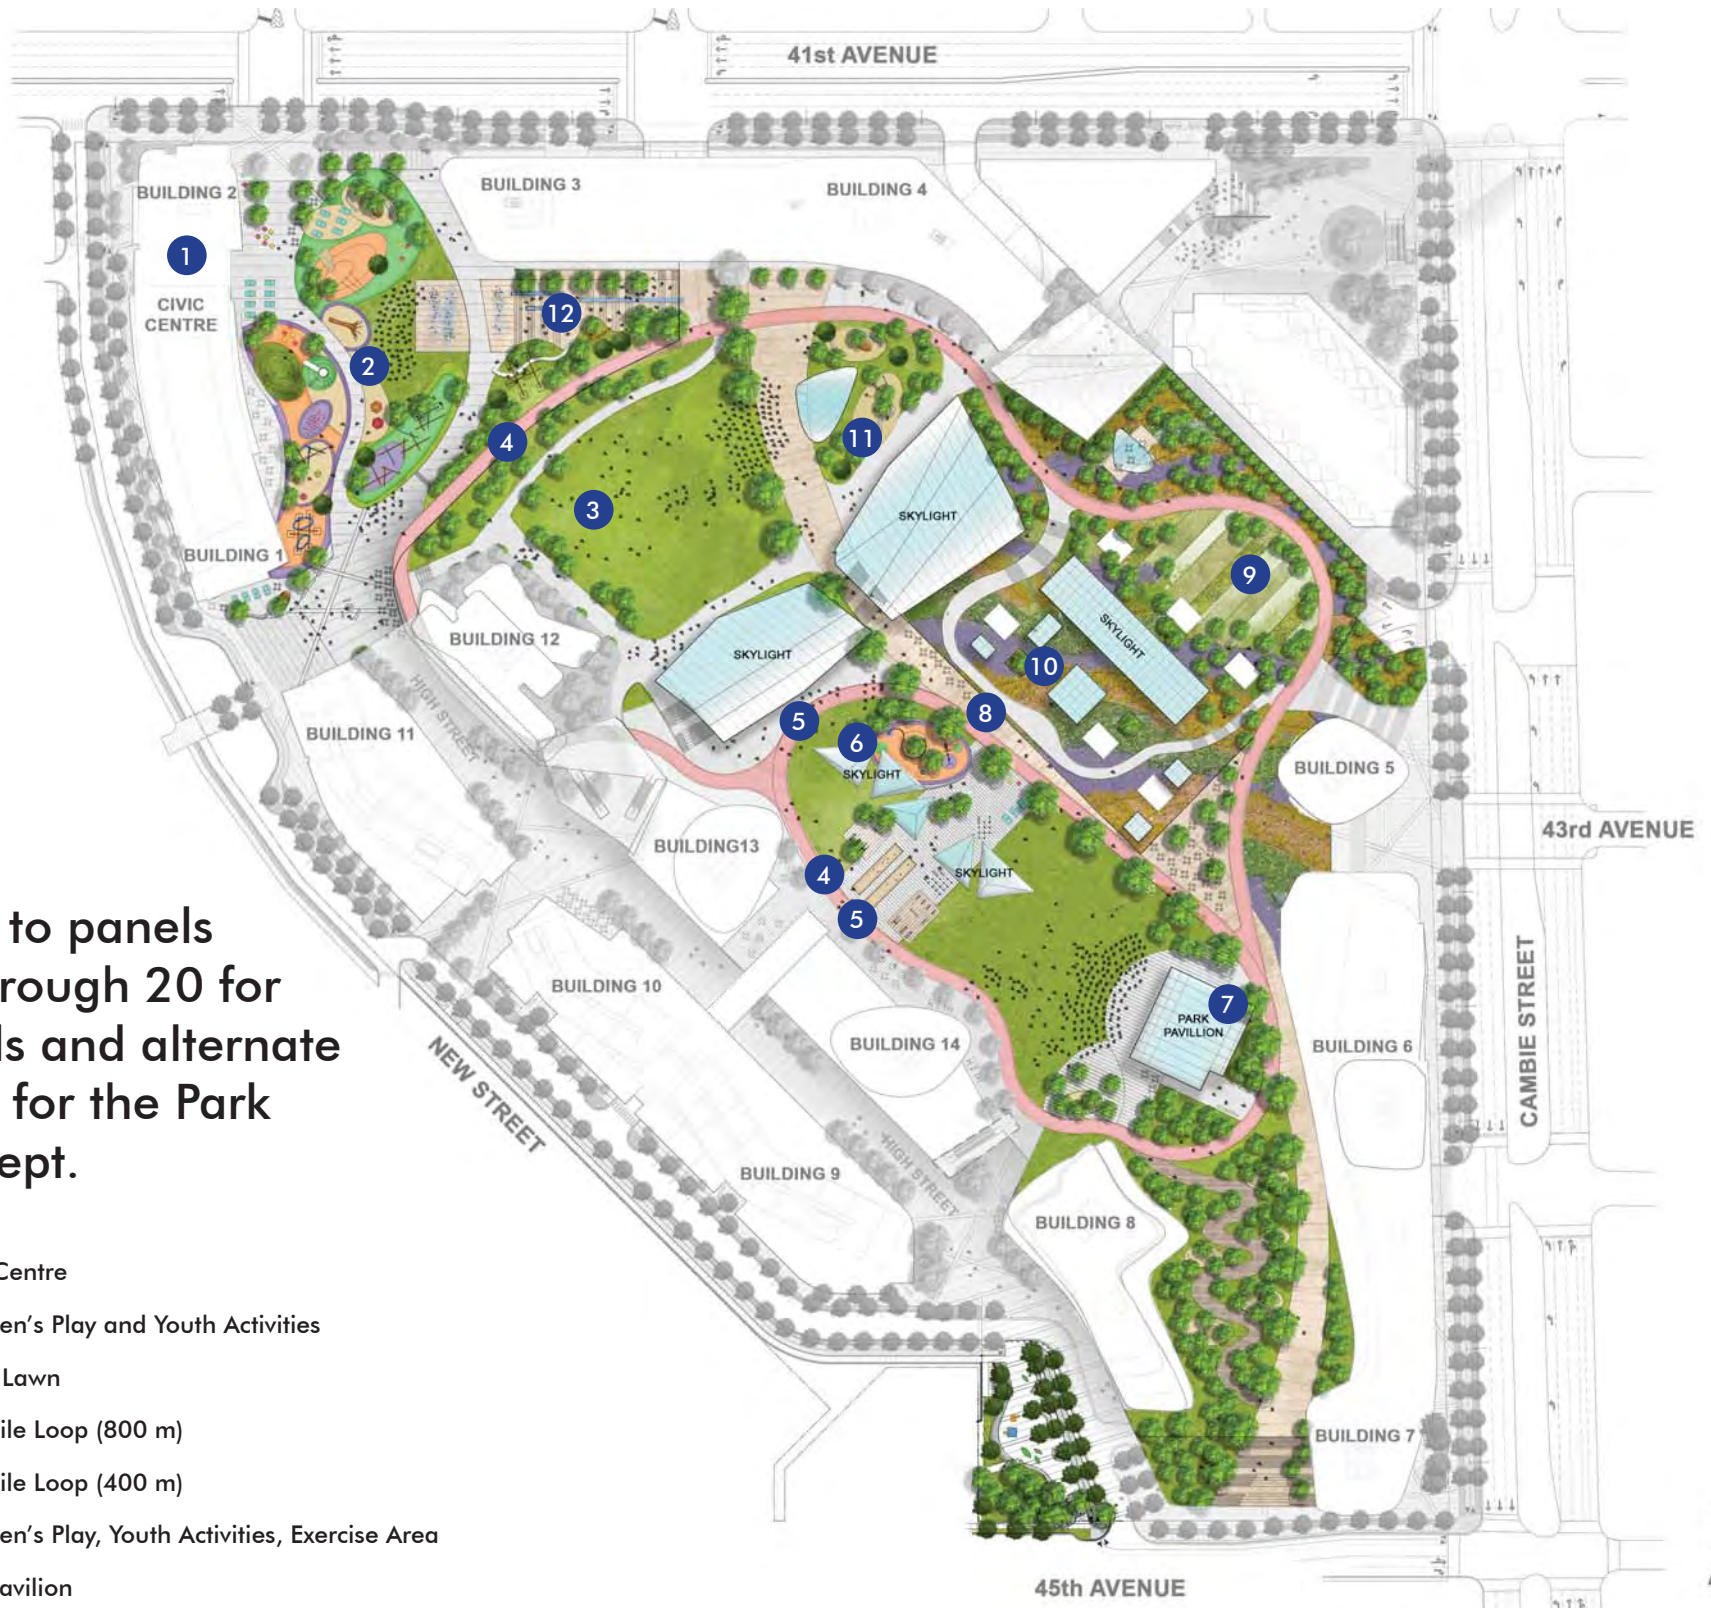 41st AVENUE
BUILDING 2
BUILDING 3
BUILDING 4
1
CIVIC
CENTRE
12
2
11
4
3
SKYLIGHT
BUILDING 1
9
BUILDING 12
SKYLIGHT
SKYLIGHT
10
HIGH STREET
5
8
6
BUILDING 11
SKYLIGHT
BUILDING 5
43rd AVENUE
BUILDING13
4
SKYLIGHT
5
to panels
rough 20 for
ls and alternate
for the Park
ept.
BUILDING 10
7
PARK
PAVILLION
BUILDING 14
BUILDING 6
CAMBIE STREET
NEW STREET
BUILDING 9
HIGH STREET
BUILDING 8
Centre
en's Play and Youth Activities
Lawn
ile Loop (800 m)
ile Loop (400 m)
en's Play, Youth Activities, Exercise Area
avilion
BUILDING 7
45th AVENUE